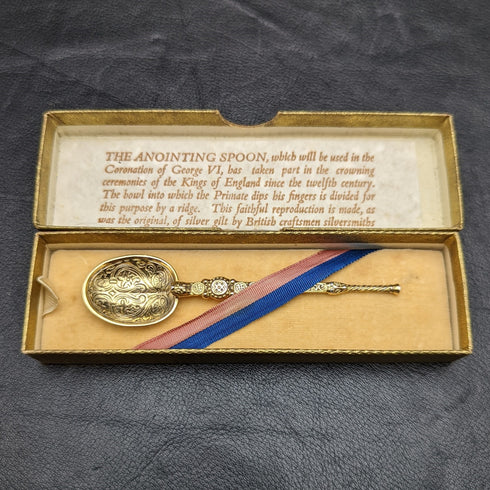 THE ANOINTING SPOON, which will be used in the
Coronation of George VI, has taken part in the crowning
ceremonies of the Kings of England since the twelfth century.
The bowl into which the Primate dips his fingers is divided for
this purpose by a ridge. This faithful reproduction is made, as
was the original, of silver gilt by British craftsmen silversmiths